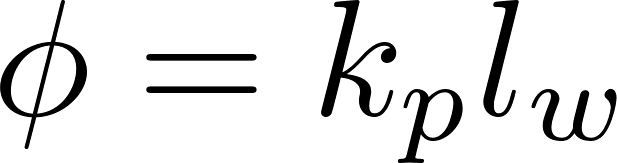 ϕ = k_p l_w